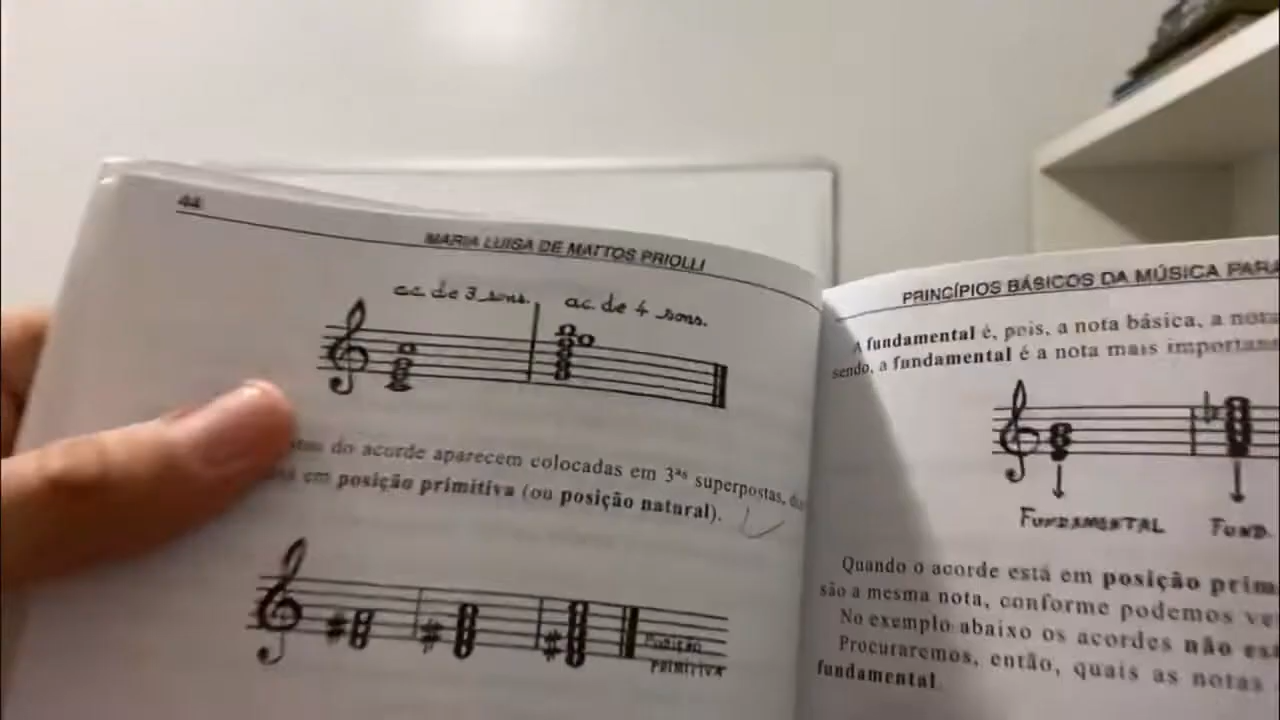 44
MARIA LUISA DE MATTOS PRIOLLI
ac. de 3 sons.
ac. de 4 sons.
do acorde aparecem colocadas em 3ªs superpostas,
em posição primitiva (ou posição natural).
POSIÇÃO
PRIMITIVA
PRINCÍPIOS BÁSICOS DA MÚSICA PARA
A fundamental é, pois, a nota básica, a nota
sendo, a fundamental é a nota mais important
FUNDAMENTAL
FUND.
Quando o acorde está em posição prim
são a mesma nota, conforme podemos ve
No exemplo abaixo os acordes não es
Procuraremos, então, quais as notas
fundamental.